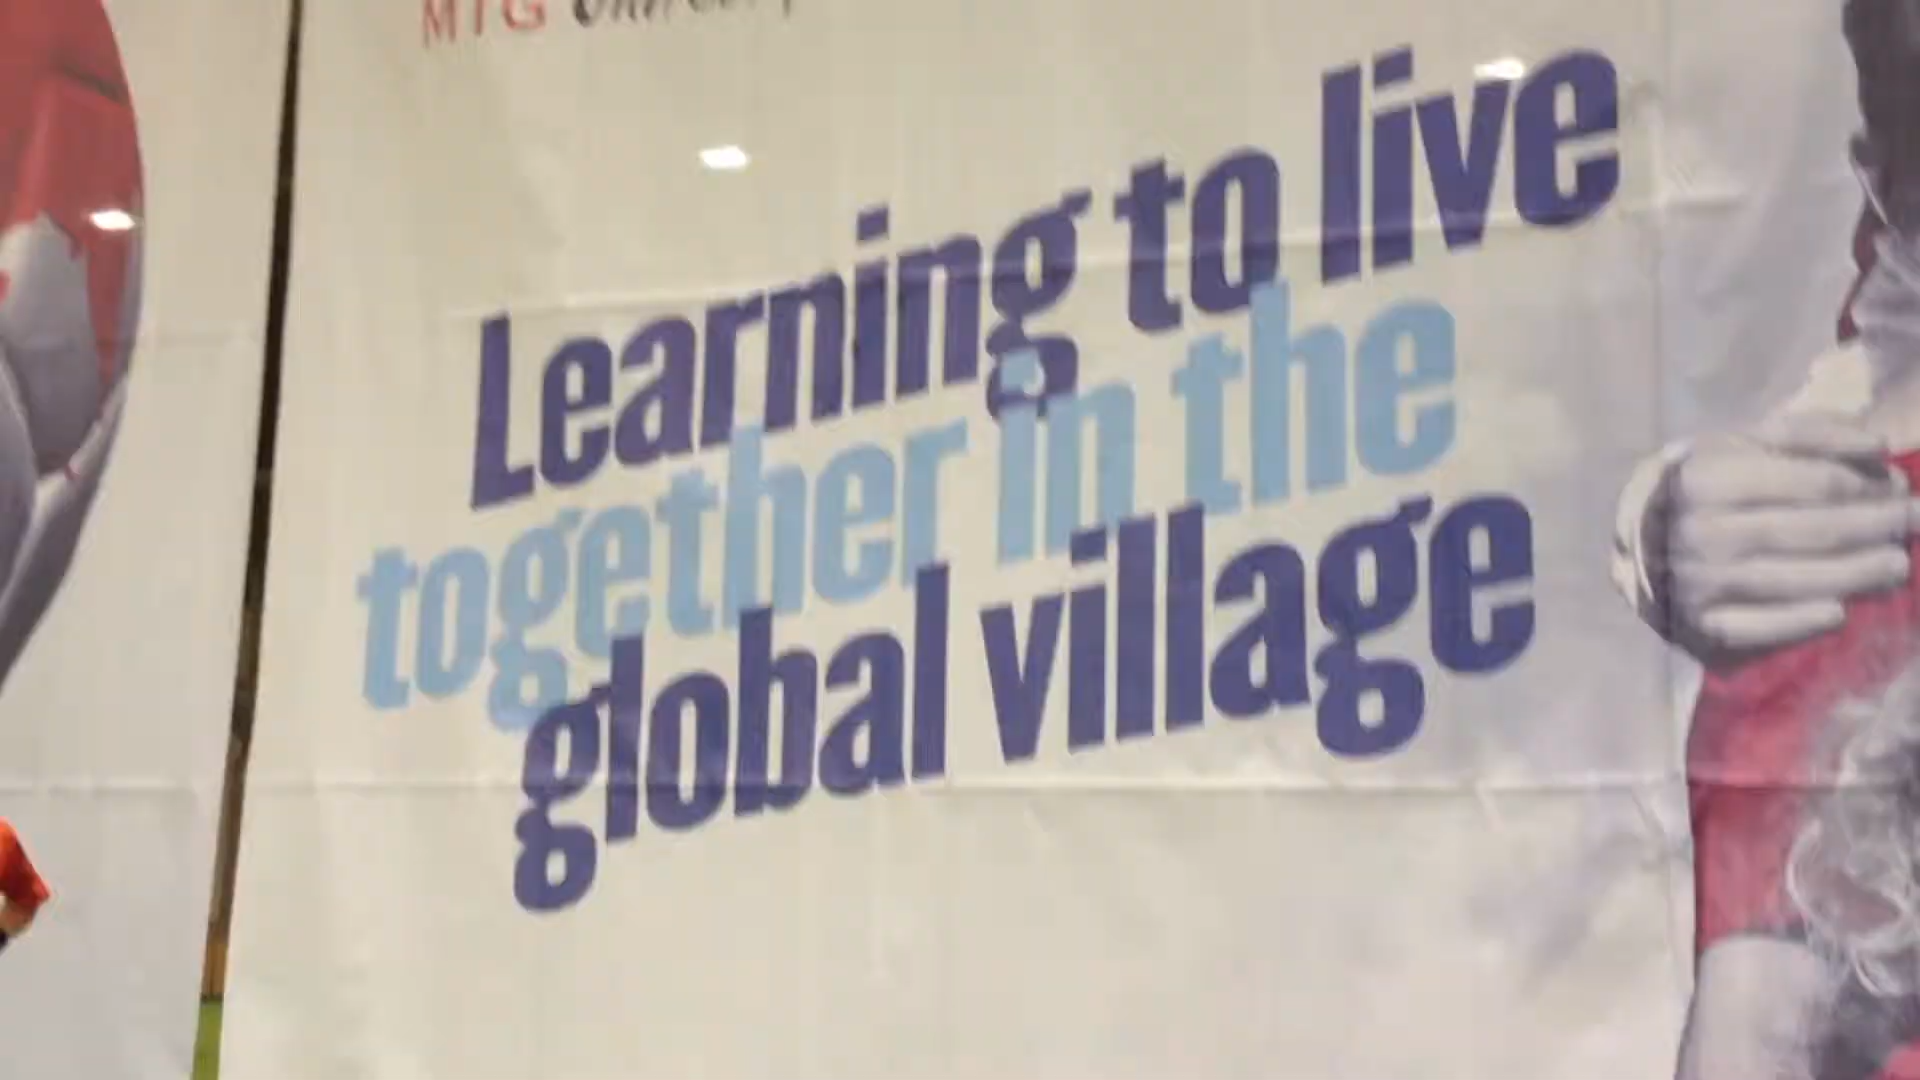 MTG
Learning to live
together in the
global village